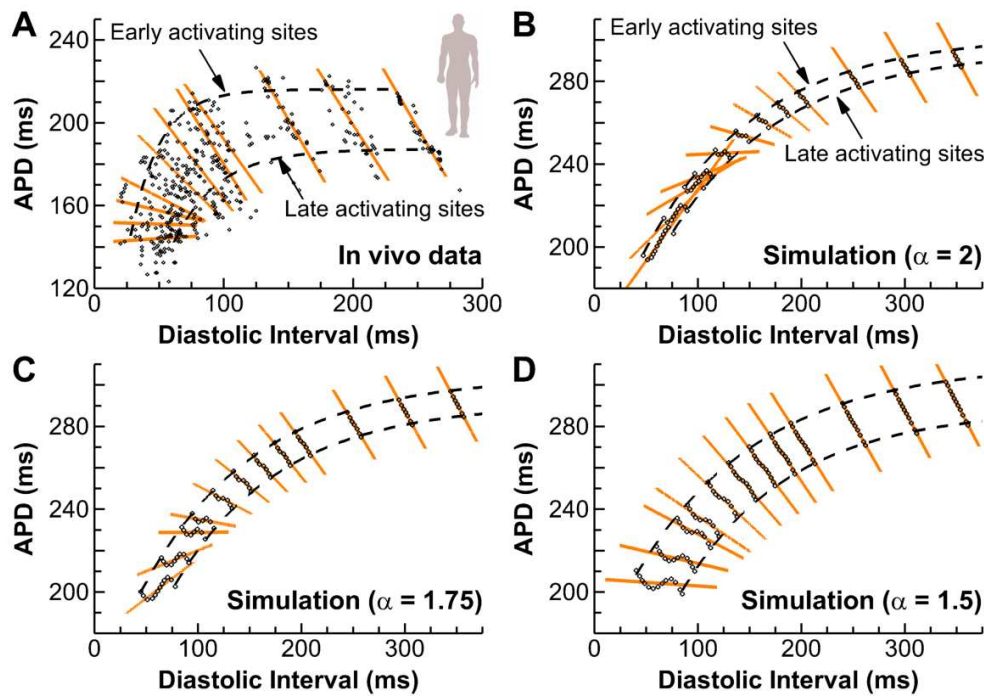 A
Early activating sites
APD (ms)
240
200
160
120
Late activating sites
In vivo data
0
100
200
300
Diastolic Interval (ms)
B
Early activating sites
APD (ms)
280
240
200
Late activating sites
Simulation (α = 2)
0
100
200
300
Diastolic Interval (ms)
C
APD (ms)
280
240
200
Simulation (α = 1.75)
0
100
200
300
Diastolic Interval (ms)
D
APD (ms)
280
240
200
Simulation (α = 1.5)
0
100
200
300
Diastolic Interval (ms)